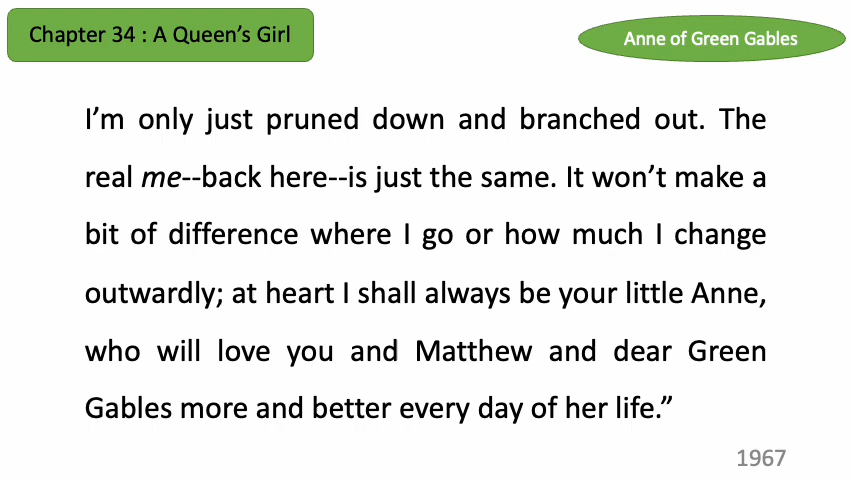 Chapter 34 : A Queen’s Girl
Anne of Green Gables
I’m only just pruned down and branched out. The
real me--back here--is just the same. It won’t make a
bit of difference where I go or how much I change
outwardly; at heart I shall always be your little Anne,
who will love you and Matthew and dear Green
Gables more and better every day of her life.”
1967